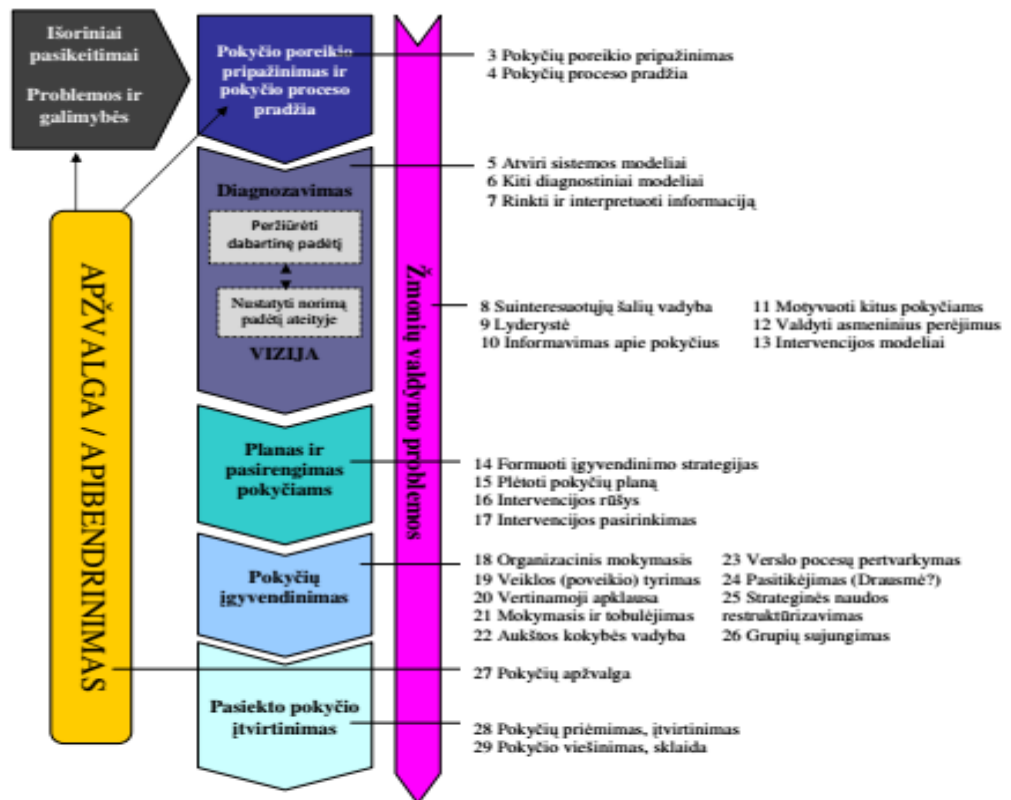 Išoriniai
pasikeitimai
Problemos ir
galimybės
Pokyčio poreikio
pripažinimas ir
pokyčio proceso
pradžia
3 Pokyčių poreikio pripažinimas
4 Pokyčių proceso pradžia
Diagnozavimas
Peržiūrėti
dabartinę padėtį
Nustatyti norimą
padėtį ateityje
VIZIJA
5 Atviri sistemos modeliai
6 Kiti diagnostiniai modeliai
7 Rinkti ir interpretuoti informaciją
APŽVALGA / APIBENDRINIMAS
Žmonių valdymo problemos
8 Suinteresuotųjų šalių vadyba
9 Lyderystė
10 Informavimas apie pokyčius
11 Motyvuoti kitus pokyčiams
12 Valdyti asmeninius perėjimus
13 Intervencijos modeliai
Planas ir
pasirengimas
pokyčiams
14 Formuoti įgyvendinimo strategijas
15 Plėtoti pokyčių planą
16 Intervencijos rūšys
17 Intervencijos pasirinkimas
Pokyčių
įgyvendinimas
18 Organizacinis mokymasis
19 Veiklos (poveikio) tyrimas
20 Vertinamoji apklausa
21 Mokymasis ir tobulėjimas
22 Aukštos kokybės vadyba
23 Verslo pocesų pertvarkymas
24 Pasitikėjimas (Drausmė?)
25 Strateginės naudos
restruktūrizavimas
26 Grupių sujungimas
27 Pokyčių apžvalga
Pasiekto pokyčio
įtvirtinimas
28 Pokyčių priėmimas, įtvirtinimas
29 Pokyčio viešinimas, sklaida